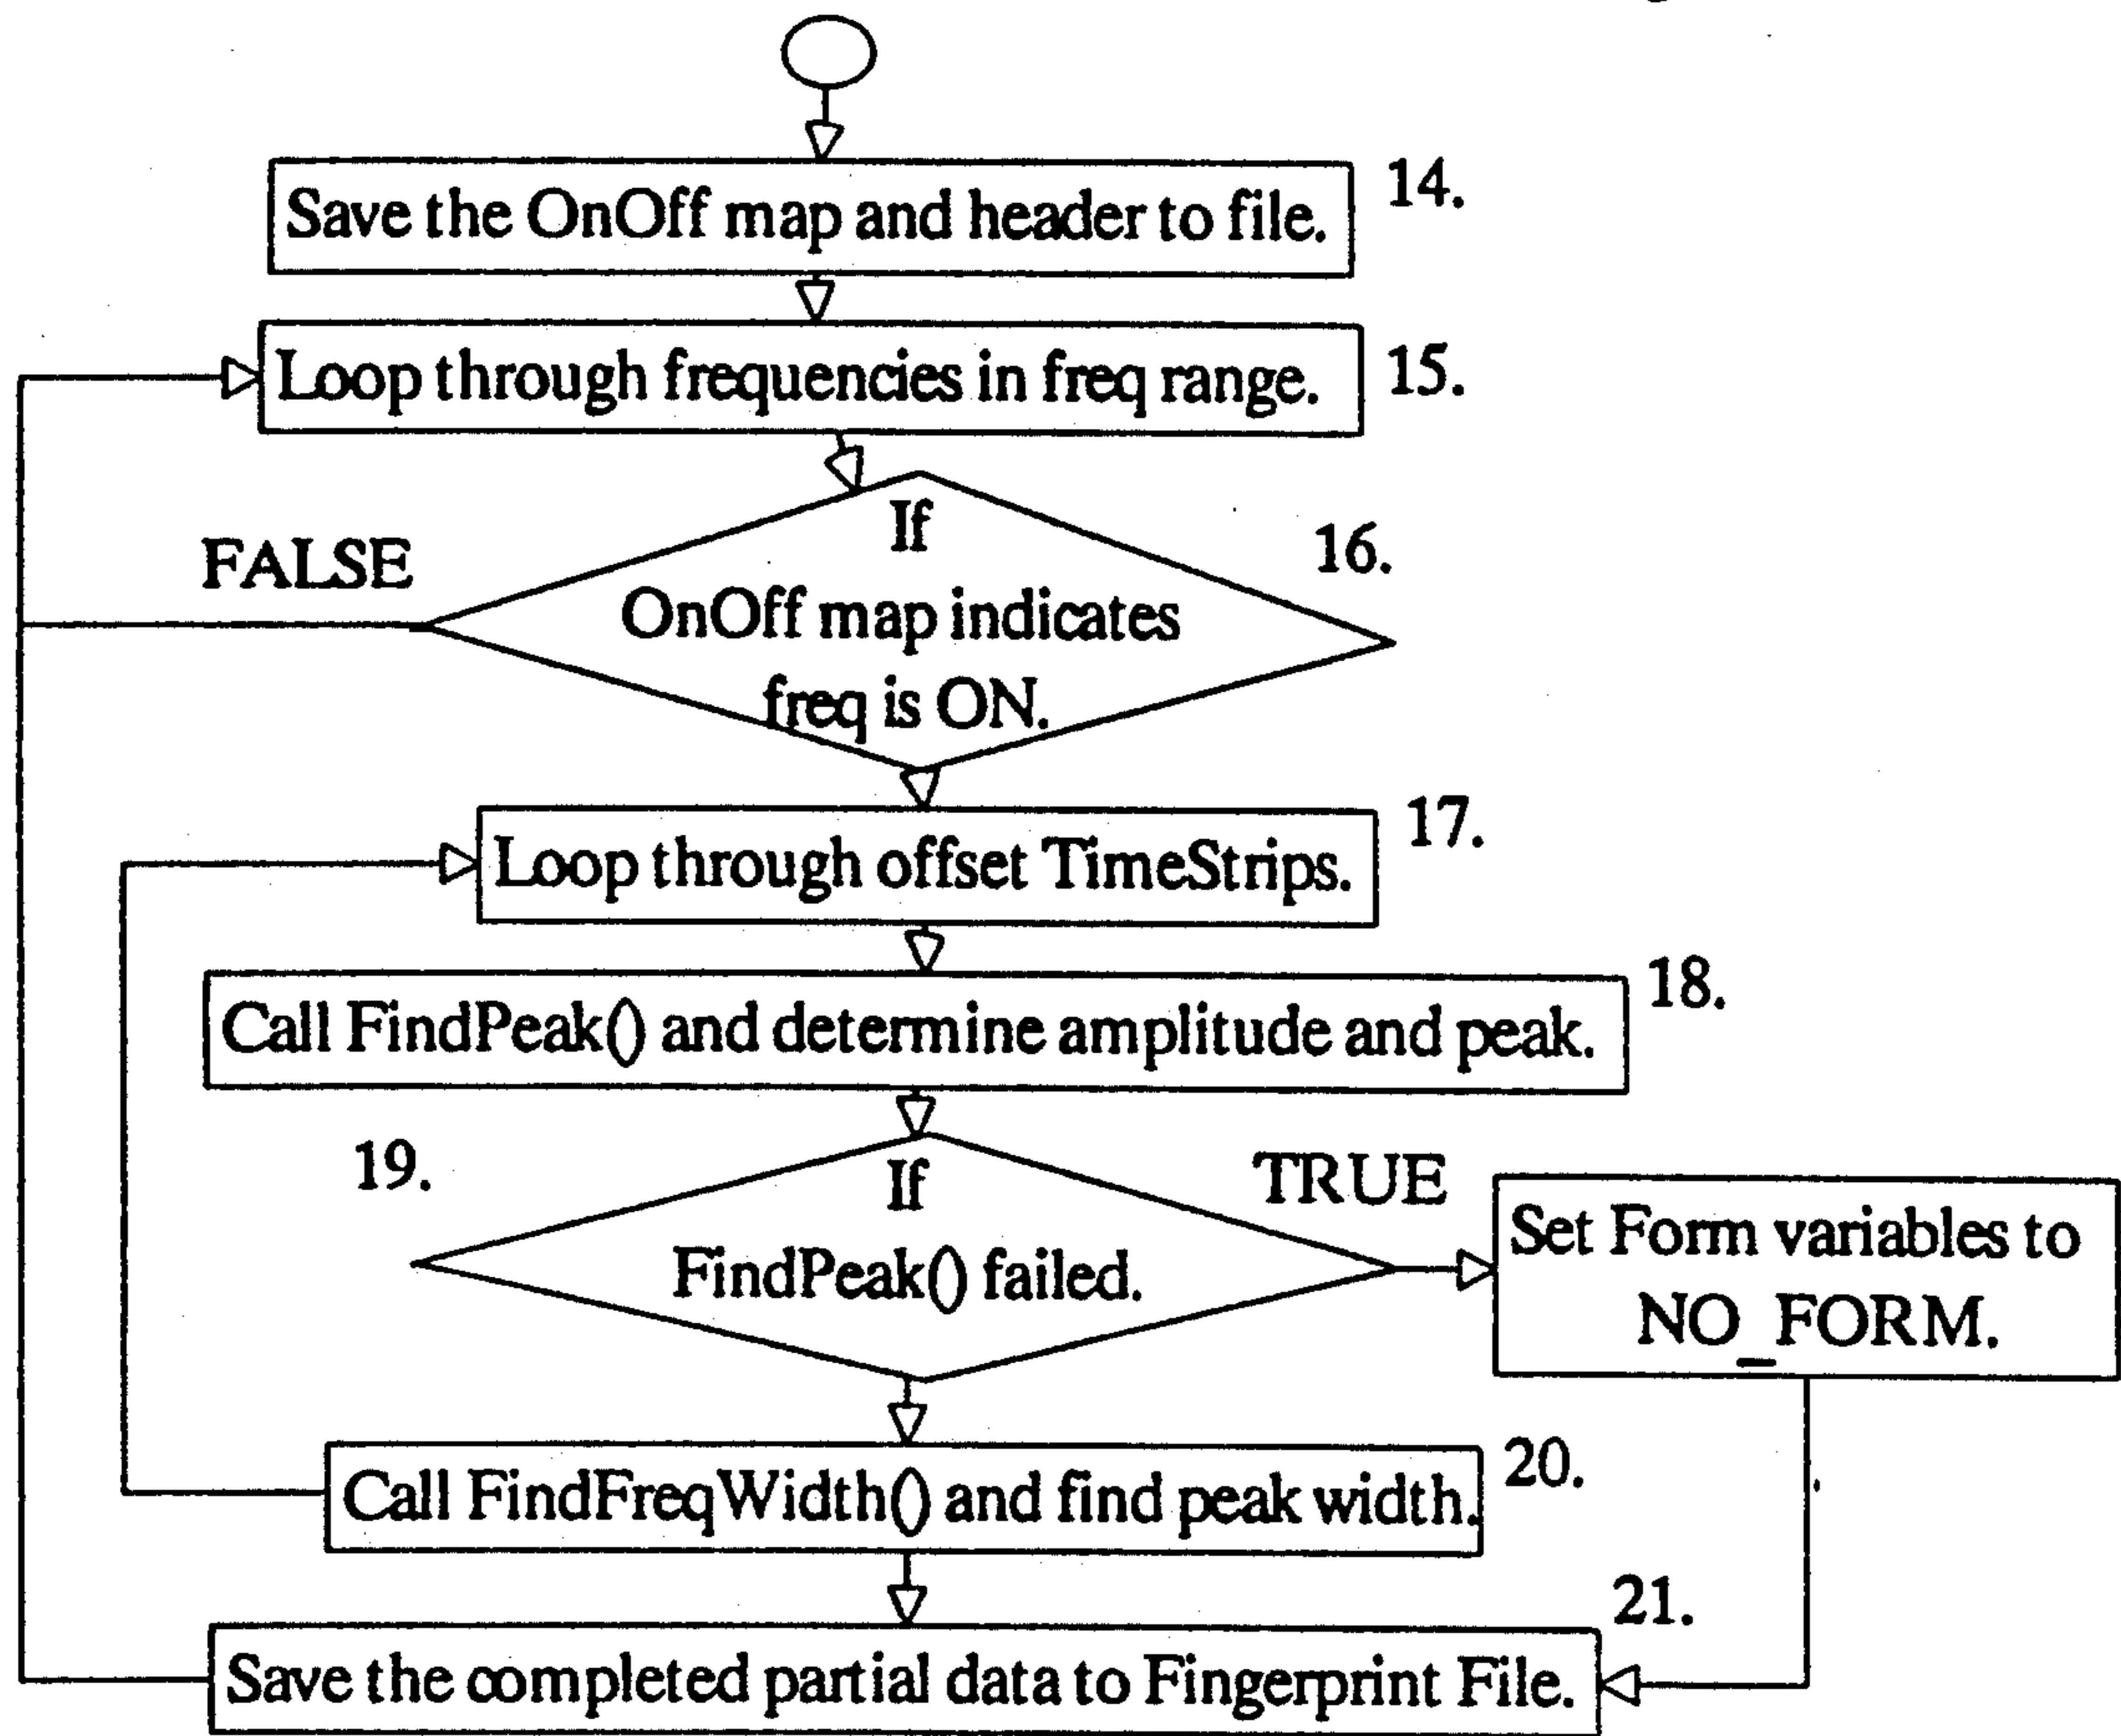 Save the OnOff map and header to file.
14.
Loop through frequencies in freq range.
15.
If
OnOff map indicates
freq is ON.
16.
FALSE
Loop through offset TimeStrips.
17.
Call FindPeak() and determine amplitude and peak.
18.
19.
If
FindPeak() failed.
TRUE
Set Form variables to
NO_FORM.
Call FindFreqWidth() and find peak width.
20.
21.
Save the completed partial data to Fingerprint File.